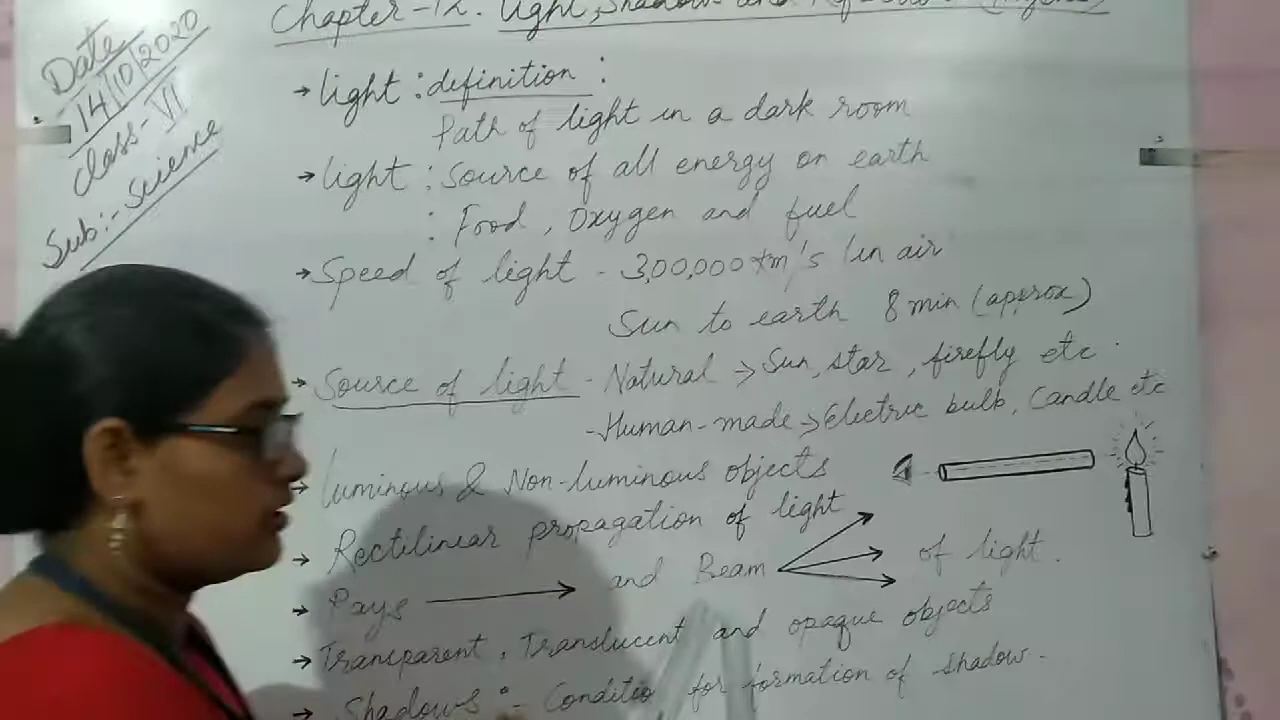 Date
14/10/2020
Class-VI
Sub:- Science
Chapter-12. Light, Shadows and
→ light : definition :
Path of light in a dark room
→ light : Source of all energy on earth
: Food, Oxygen and fuel
→ Speed of light - 3,00,000 km/s in air
Sun to earth 8 min (aperox)
→ Source of light - Natural → Sun, star, firefly etc.
- Human-made → Electric bulb, Candle etc
→ Luminous & Non-luminous objects
→ Rectilinear propagation of light
→ Rays → and Beam of light.
→ Transparent, Translucent and opaque objects
→ Shadows :- Conditio for formation of shadow.